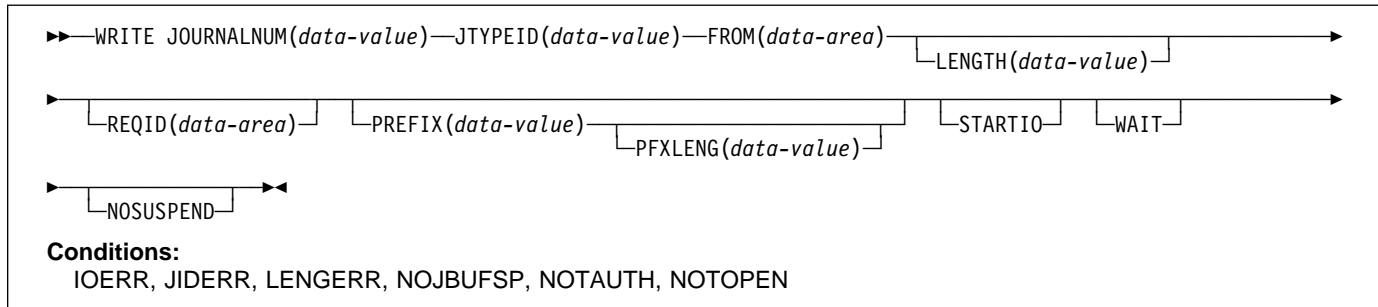 WRITE JOURNALNUM(data-value) JTYPEID(data-value) FROM(data-area)
LENGTH(data-value)
REQID(data-area) PREFIX(data-value) STARTIO WAIT
PFXLENG(data-value)
NOSUSPEND
Conditions:
IOERR, JIDERR, LENGERR, NOJBUFSP, NOTAUTH, NOTOPEN